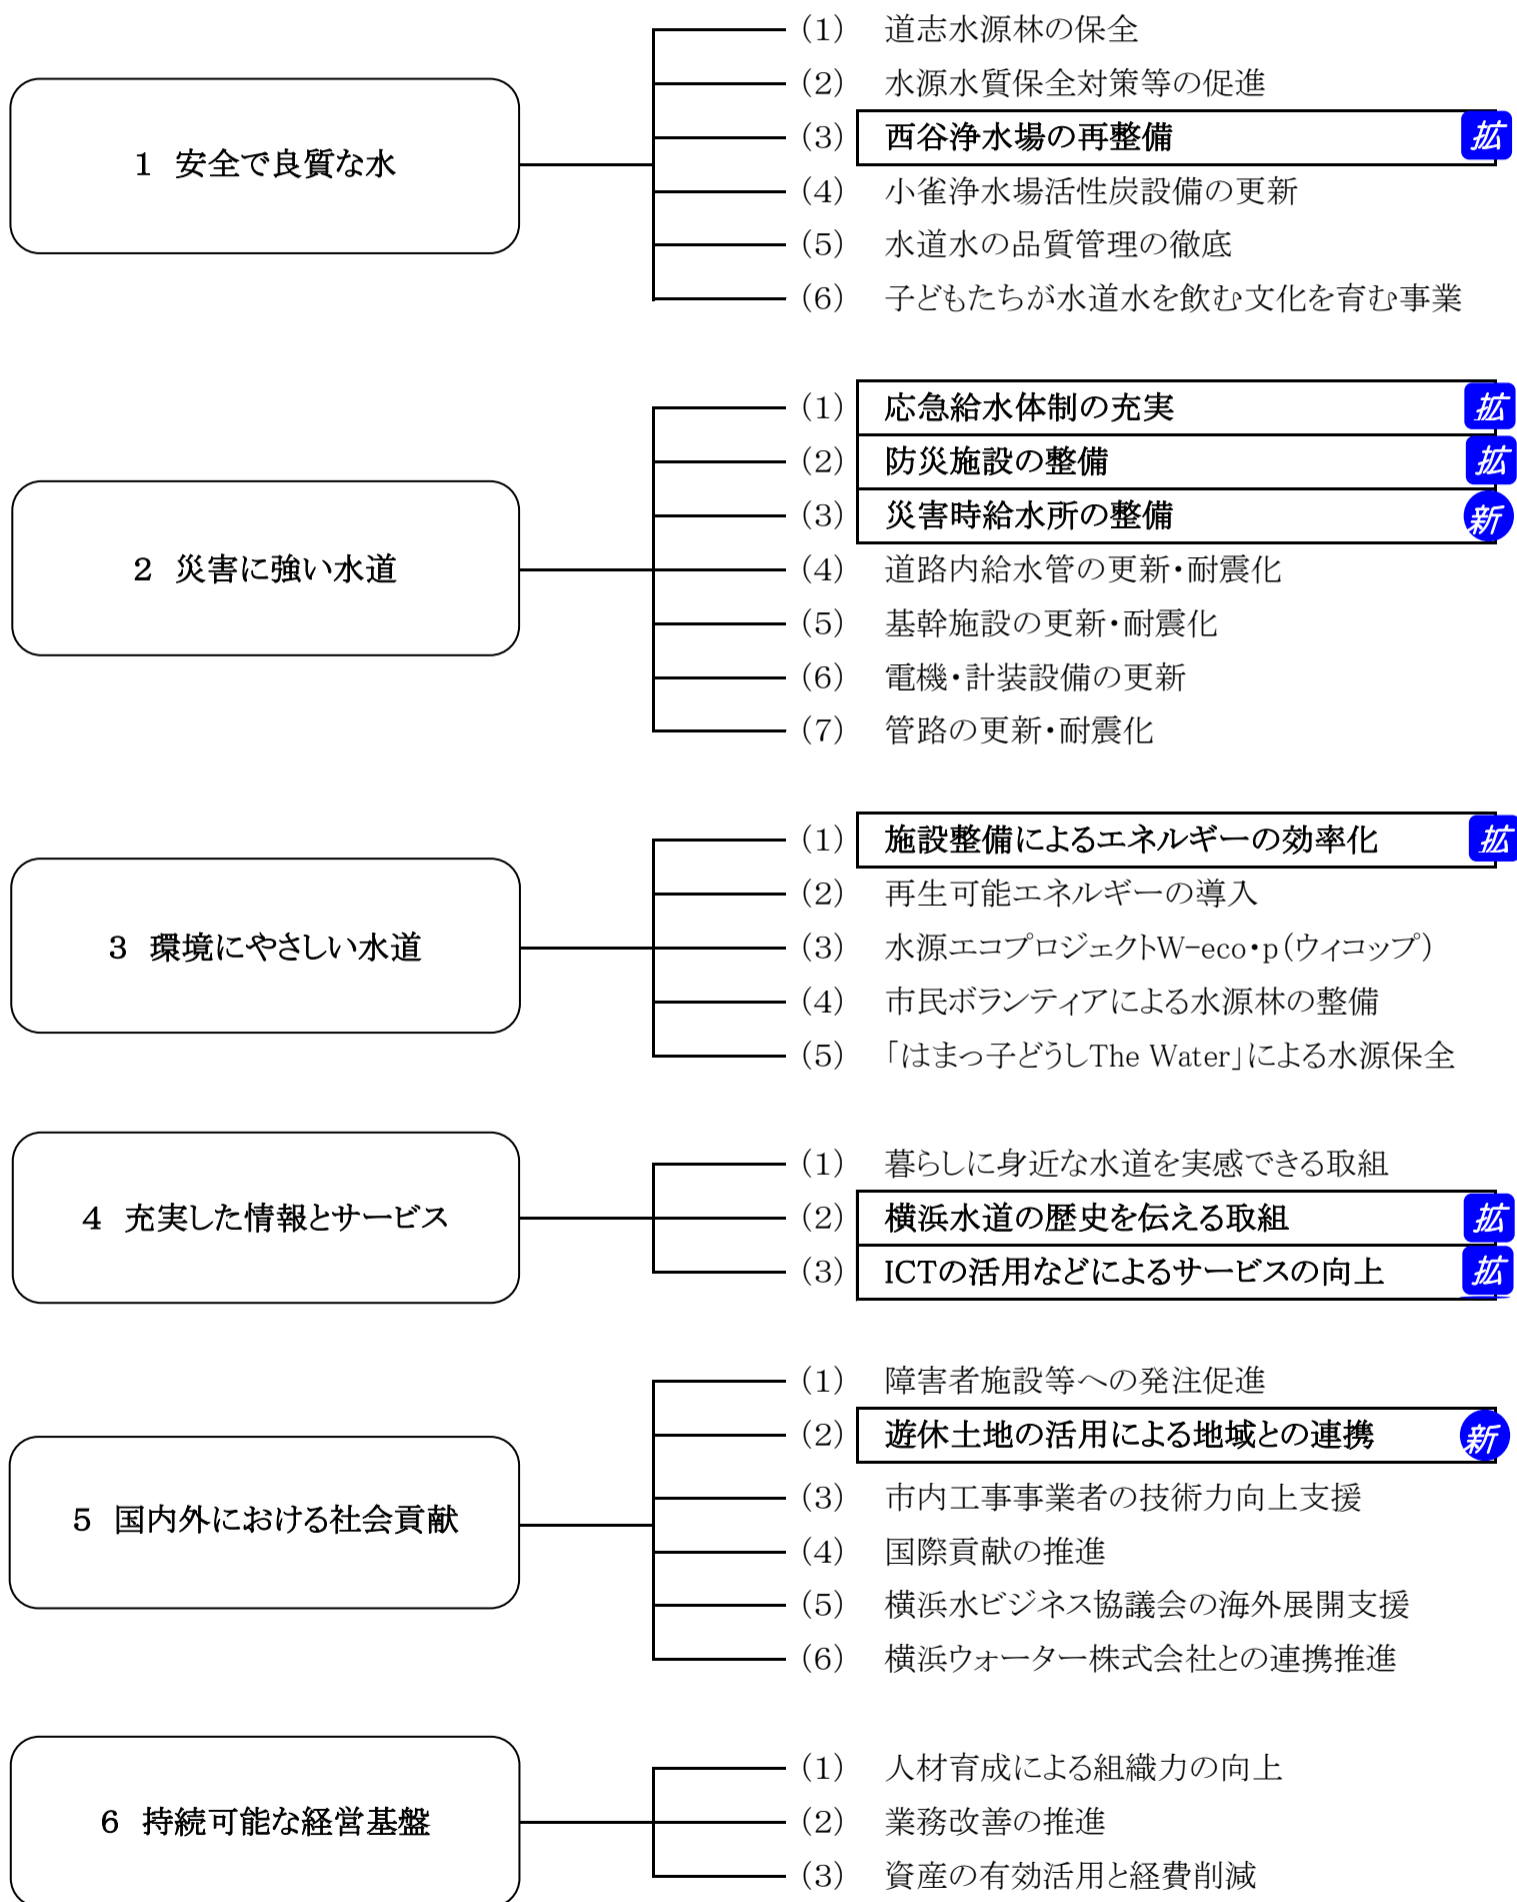 1 安全で良質な水
(1) 道志水源林の保全
(2) 水源水質保全対策等の促進
(3) 西谷浄水場の再整備 拡
(4) 小雀浄水場活性炭設備の更新
(5) 水道水の品質管理の徹底
(6) 子どもたちが水道水を飲む文化を育む事業
2 災害に強い水道
(1) 応急給水体制の充実 拡
(2) 防災施設の整備 拡
(3) 災害時給水所の整備 新
(4) 道路内給水管の更新・耐震化
(5) 基幹施設の更新・耐震化
(6) 電機・計装設備の更新
(7) 管路の更新・耐震化
3 環境にやさしい水道
(1) 施設整備によるエネルギーの効率化 拡
(2) 再生可能エネルギーの導入
(3) 水源エコプロジェクトW-eco・p(ウィコップ)
(4) 市民ボランティアによる水源林の整備
(5) 「はまっ子どうしThe Water」による水源保全
4 充実した情報とサービス
(1) 暮らしに身近な水道を実感できる取組
(2) 横浜水道の歴史を伝える取組 拡
(3) ICTの活用などによるサービスの向上 拡
5 国内外における社会貢献
(1) 障害者施設等への発注促進
(2) 遊休土地の活用による地域との連携 新
(3) 市内工事事業者の技術力向上支援
(4) 国際貢献の推進
(5) 横浜水ビジネス協議会の海外展開支援
(6) 横浜ウォーター株式会社との連携推進
6 持続可能な経営基盤
(1) 人材育成による組織力の向上
(2) 業務改善の推進
(3) 資産の有効活用と経費削減